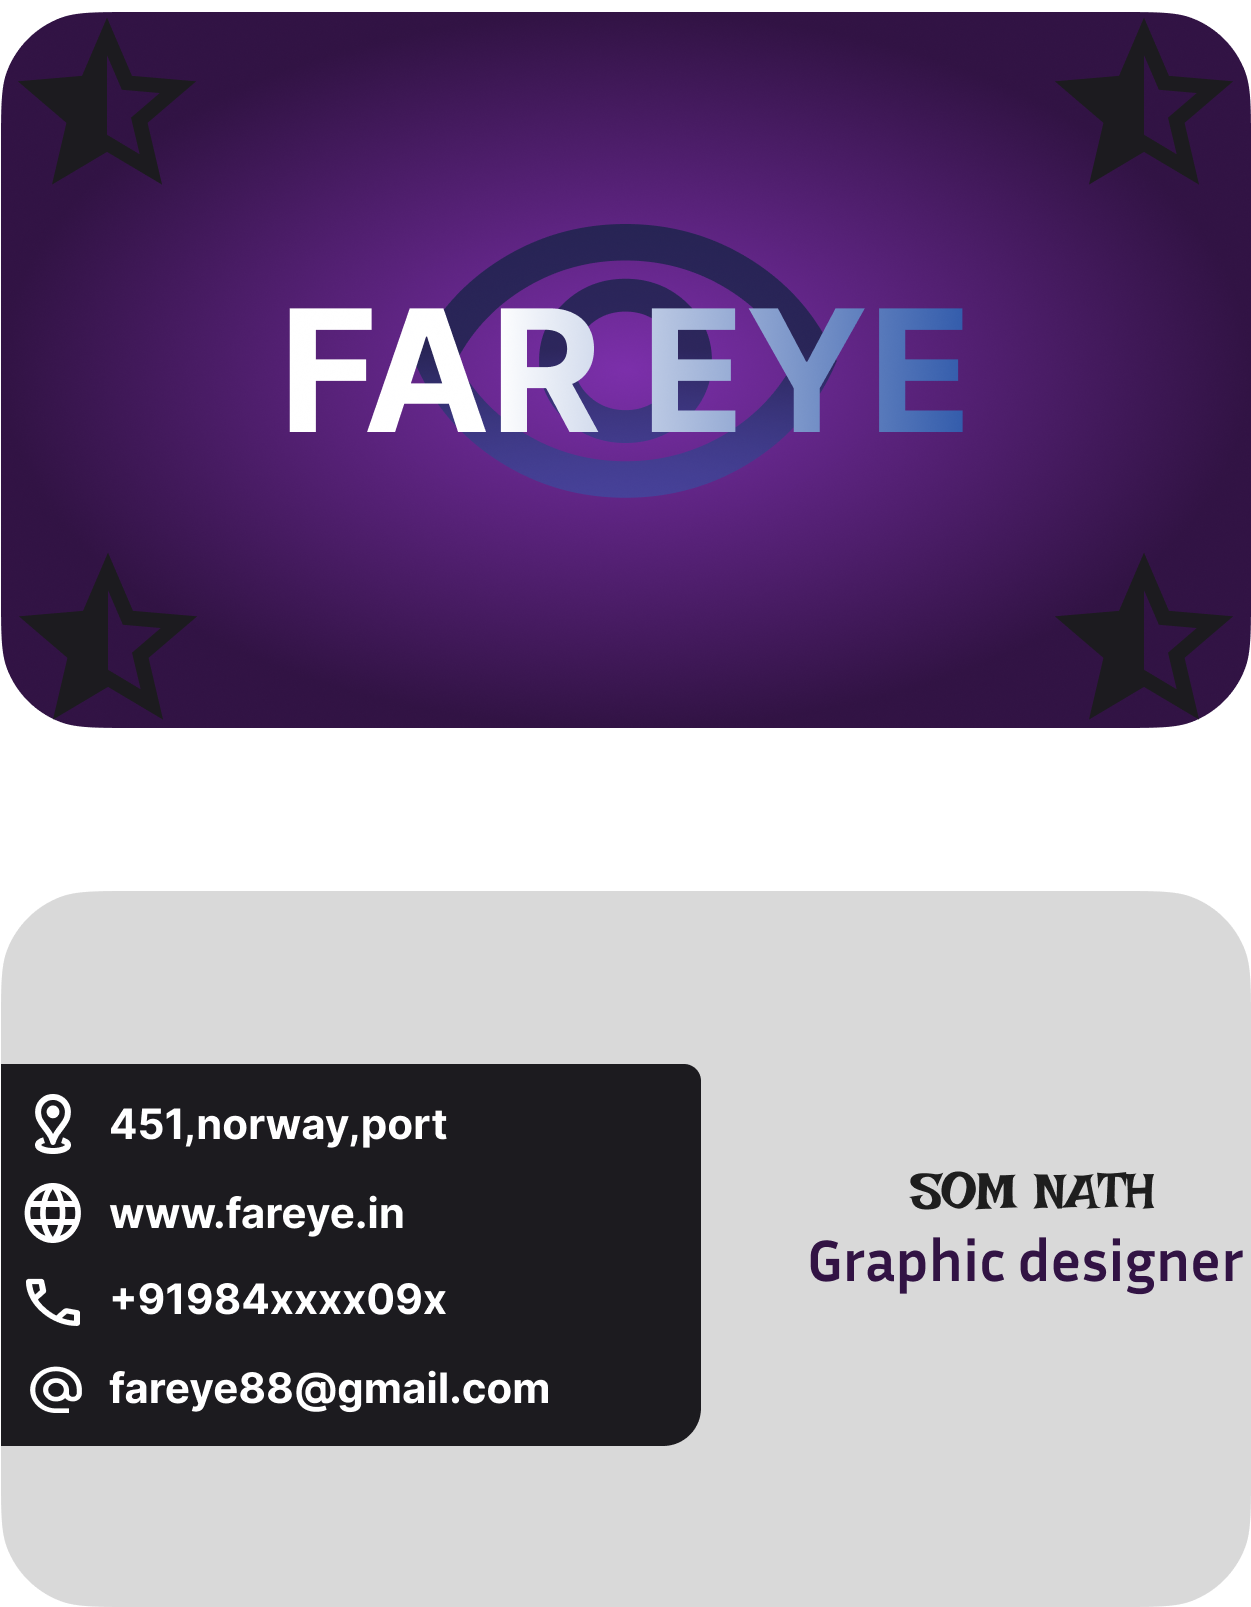 FAR EYE
451,norway,port
www.fareye.in
+91984xxxx09x
fareye88@gmail.com
SOM NATH
Graphic designer